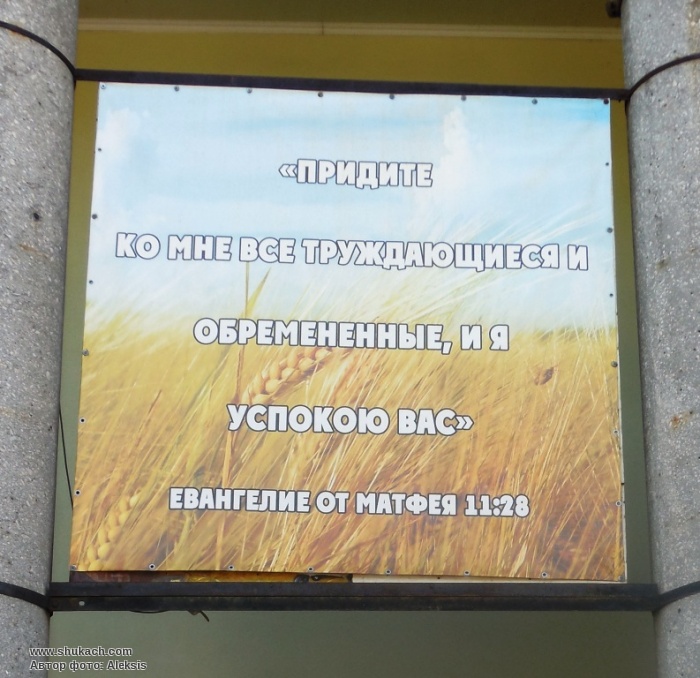 «ПРИДИТЕ
КО МНЕ ВСЕ ТРУЖДАЮЩИЕСЯ И
ОБРЕМЕНЕННЫЕ, И Я
УСПОКОЮ ВАС»
ЕВАНГЕЛИЕ ОТ МАТФЕЯ 11:28
www.shukach.com
Автор фото: Aleksis